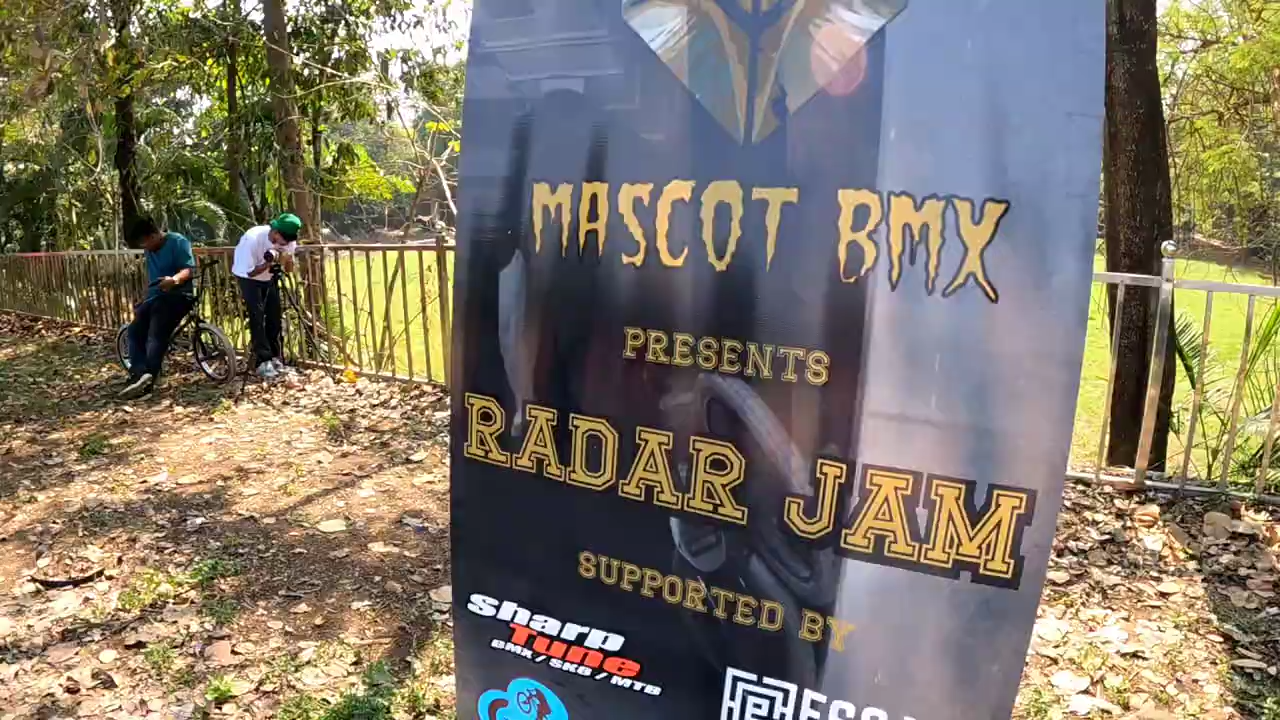 MASCOT BMX
PRESENTS
RADAR JAM
SUPPORTED BY
sharp
Tune
BMX/SK8/MTB